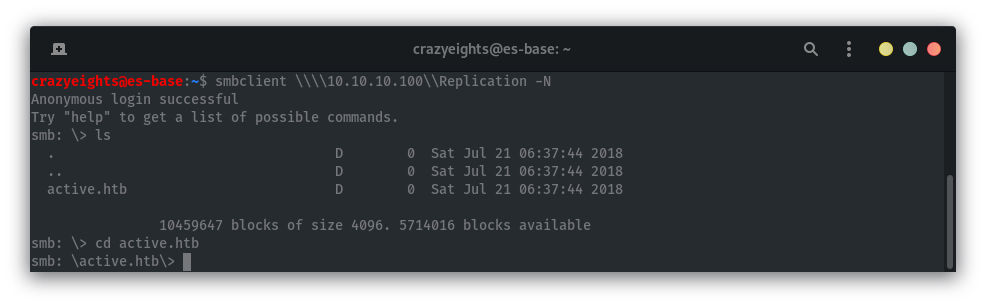 crazyeights@es-base: ~
crazyeights@es-base:~$ smbclient \\\\10.10.10.100\\Replication -N
Anonymous login successful
Try "help" to get a list of possible commands.
smb: \> ls
  .                                   D        0  Sat Jul 21 06:37:44 2018
  ..                                  D        0  Sat Jul 21 06:37:44 2018
  active.htb                          D        0  Sat Jul 21 06:37:44 2018
                10459647 blocks of size 4096. 5714016 blocks available
smb: \> cd active.htb
smb: \active.htb\>